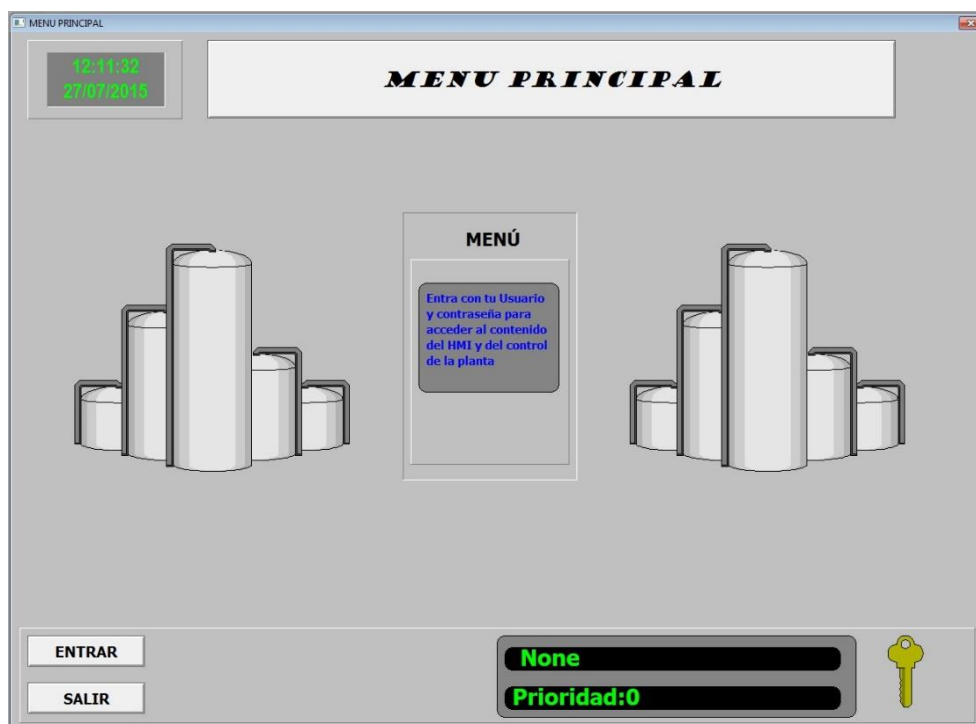 MENU PRINCIPAL
12:11:32
27/07/2015
MENU PRINCIPAL
MENÚ
Entra con tu Usuario
y contraseña para
acceder al contenido
del HMI y del control
de la planta
ENTRAR
SALIR
None
Prioridad:0